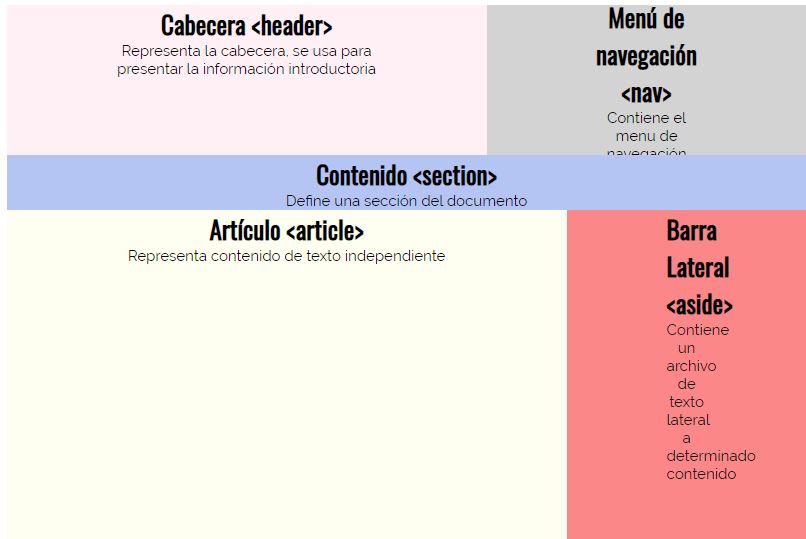 Cabecera <header>
Representa la cabecera, se usa para
presentar la información introductoria
Menú de
navegación
<nav>
Contiene el
menu de
navegación
Contenido <section>
Define una sección del documento
Artículo <article>
Representa contenido de texto independiente
Barra
Lateral
<aside>
Contiene
un
archivo
de
texto
lateral
a
determinado
contenido